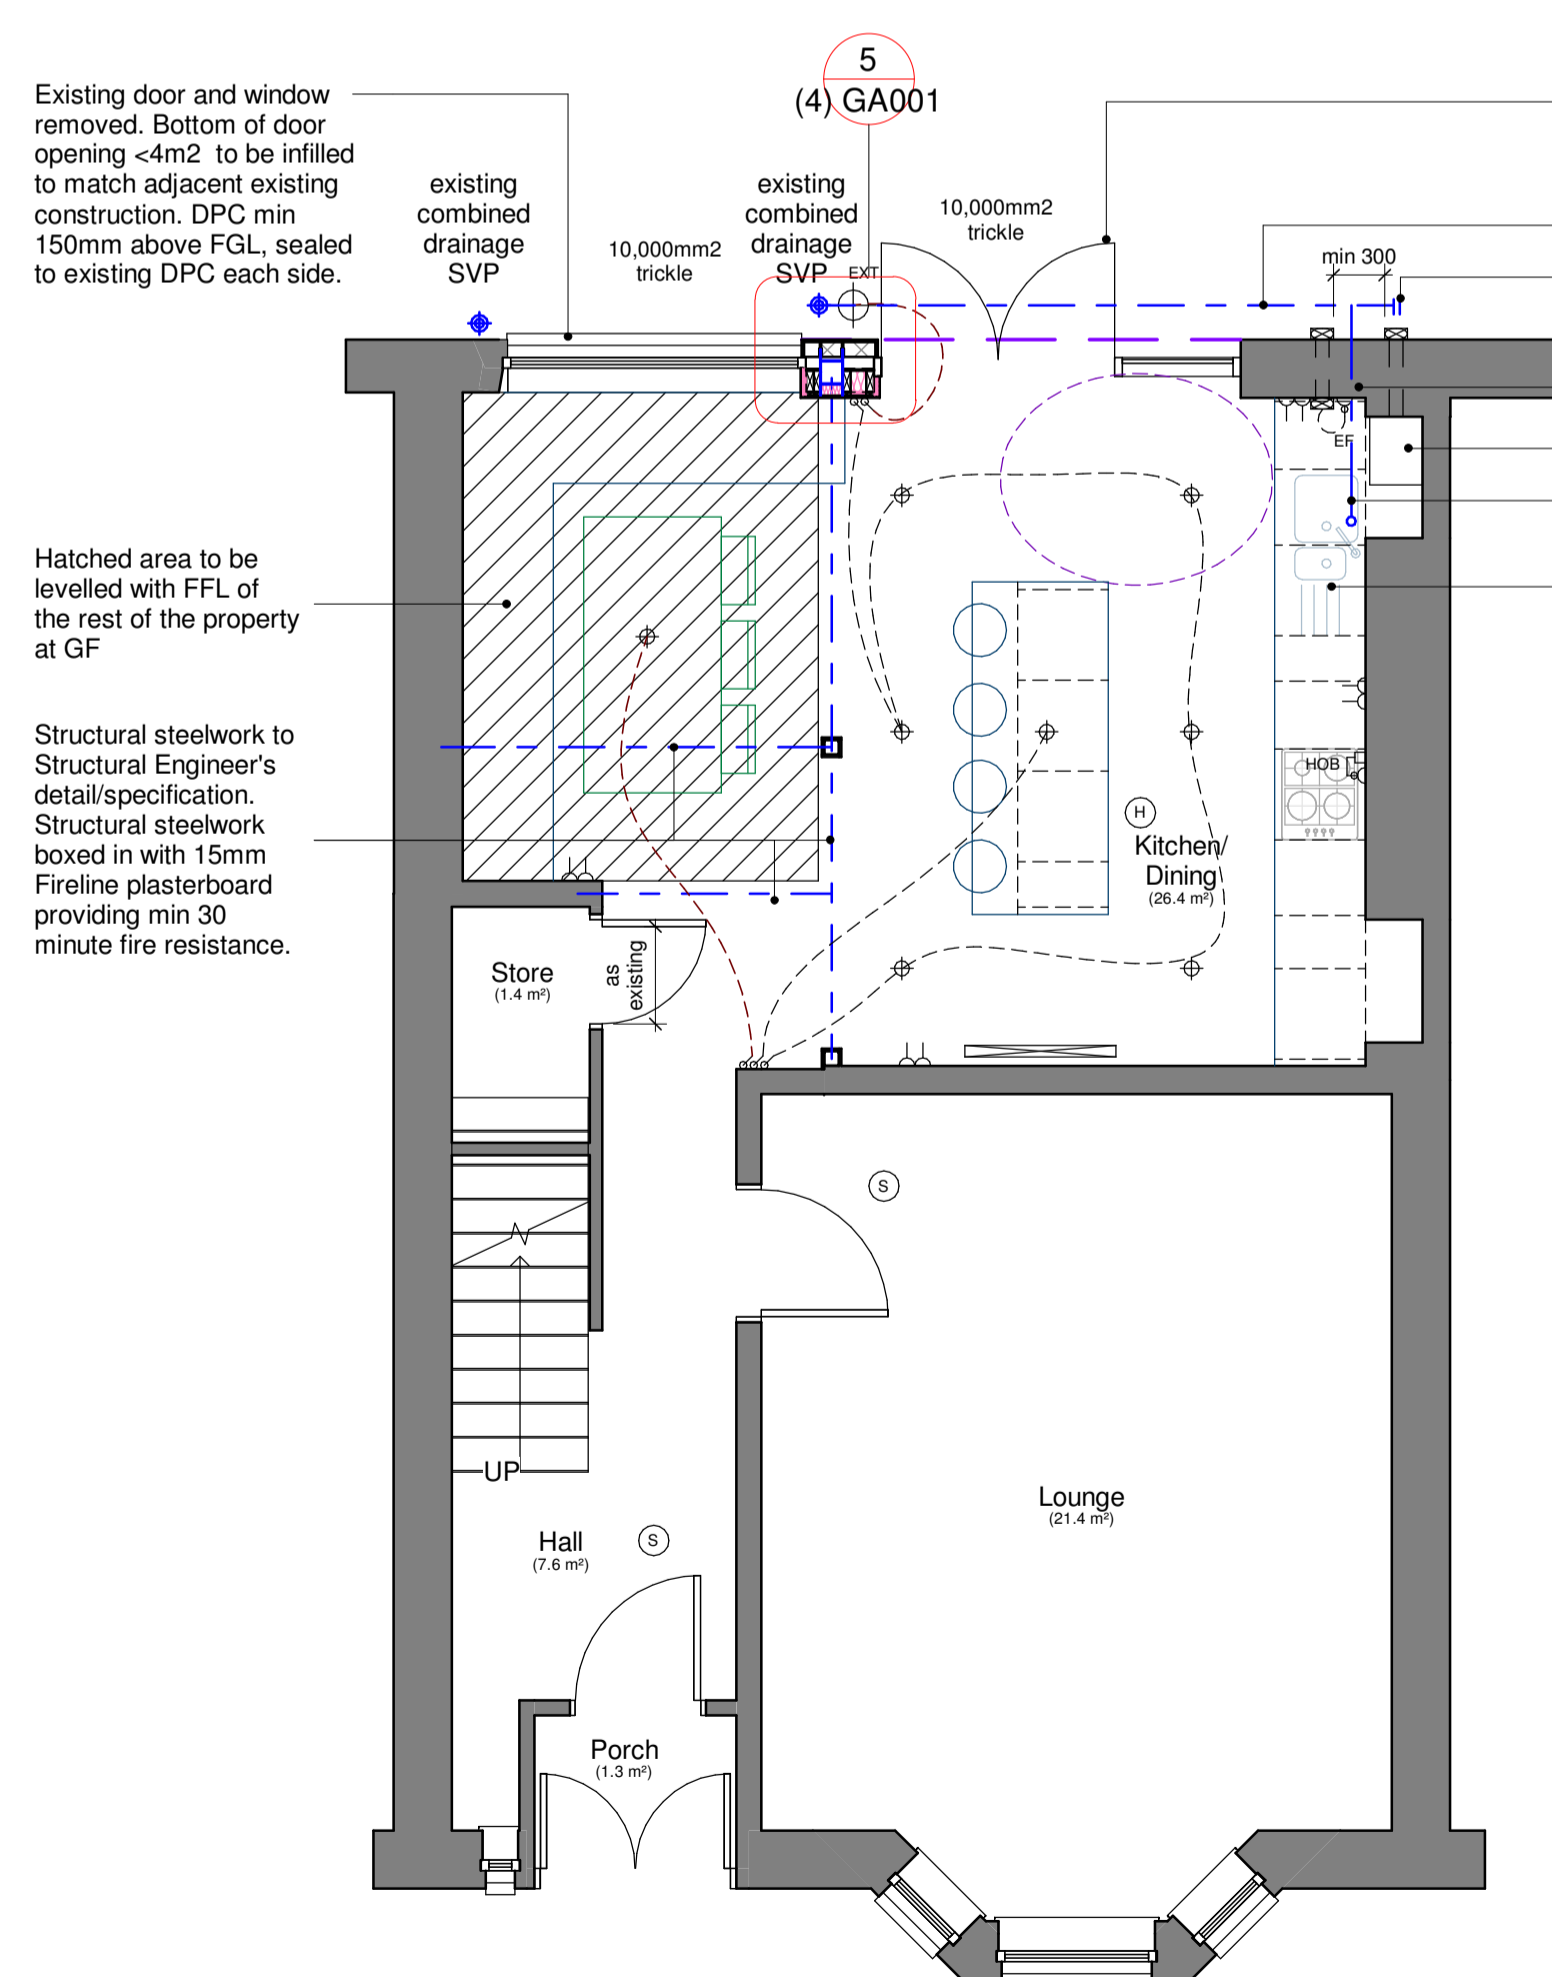 5
(4) GA001
Existing door and window
removed. Bottom of door
opening <4m2  to be infilled
to match adjacent existing
construction. DPC min
150mm above FGL, sealed
to existing DPC each side.
existing
combined
drainage
SVP
10,000mm2
trickle
existing
combined
drainage
SVP
EXT
10,000mm2
trickle
min 300
EF
Hatched area to be
levelled with FFL of
the rest of the property
at GF
Structural steelwork to
Structural Engineer's
detail/specification.
Structural steelwork
boxed in with 15mm
Fireline plasterboard
providing min 30
minute fire resistance.
HOB
H
Kitchen/
Dining
(26.4 m²)
Store
(1.4 m²)
as
existing
S
UP
Lounge
(21.4 m²)
Hall
(7.6 m²)
S
Porch
(1.3 m²)